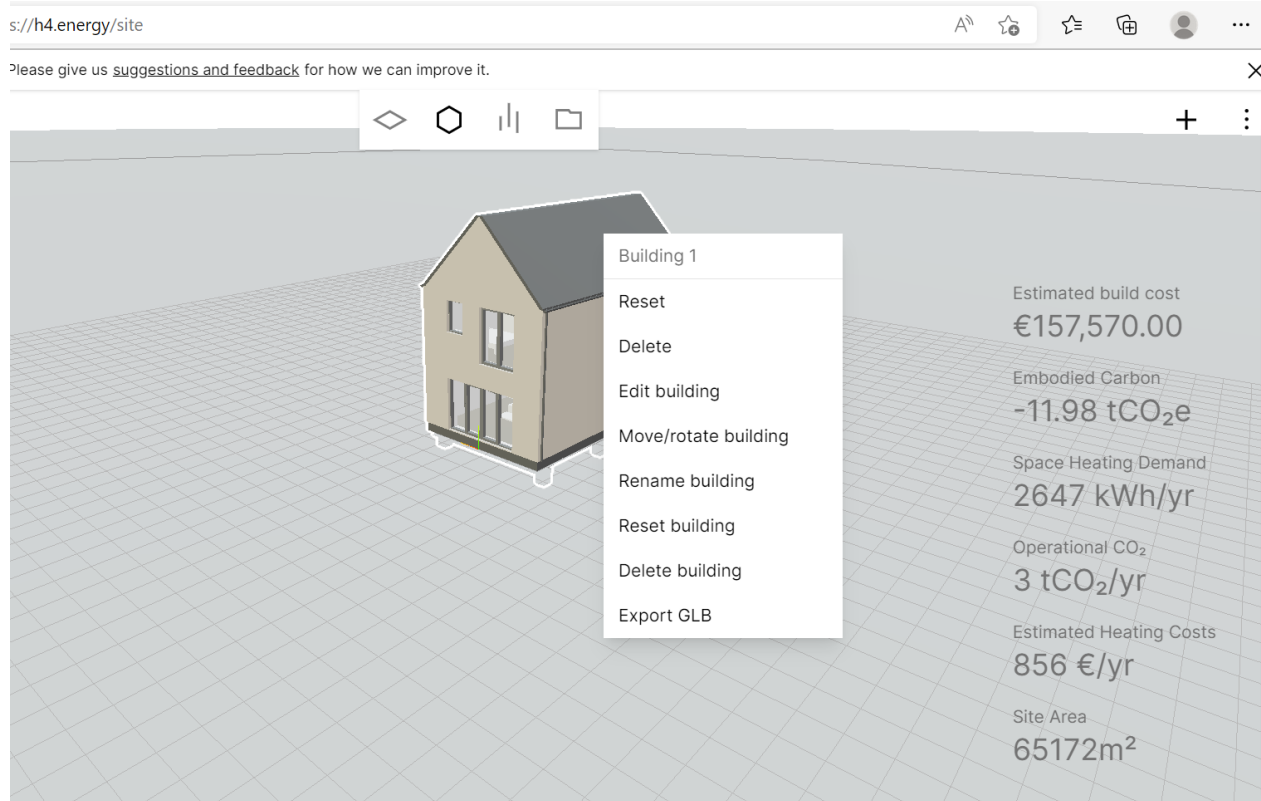 s://h4.energy/site
Please give us suggestions and feedback for how we can improve it.
Building 1
Reset
Delete
Edit building
Move/rotate building
Rename building
Reset building
Delete building
Export GLB
Estimated build cost
€157,570.00
Embodied Carbon
-11.98 tCO₂e
Space Heating Demand
2647 kWh/yr
Operational CO₂
3 tCO₂/yr
Estimated Heating Costs
856 €/yr
Site Area
65172m²